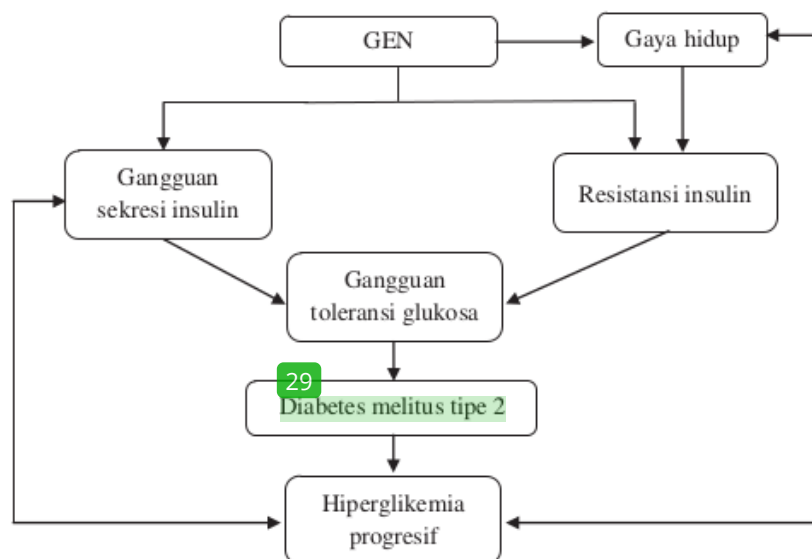 GEN
Gaya hidup
Gangguan
sekresi insulin
Resistansi insulin
Gangguan
toleransi glukosa
29
Diabetes melitus tipe 2
Hiperglikemia
progresif